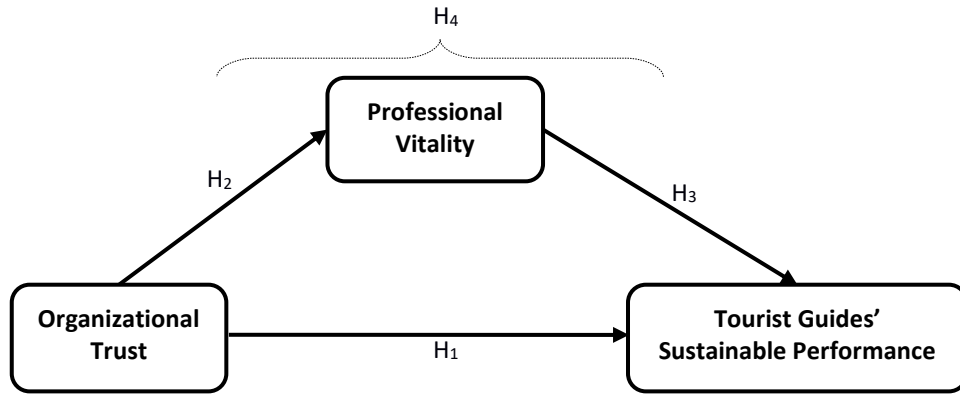 H₄
Professional
Vitality
H₂
H₃
Organizational
Trust
H₁
Tourist Guides’
Sustainable Performance